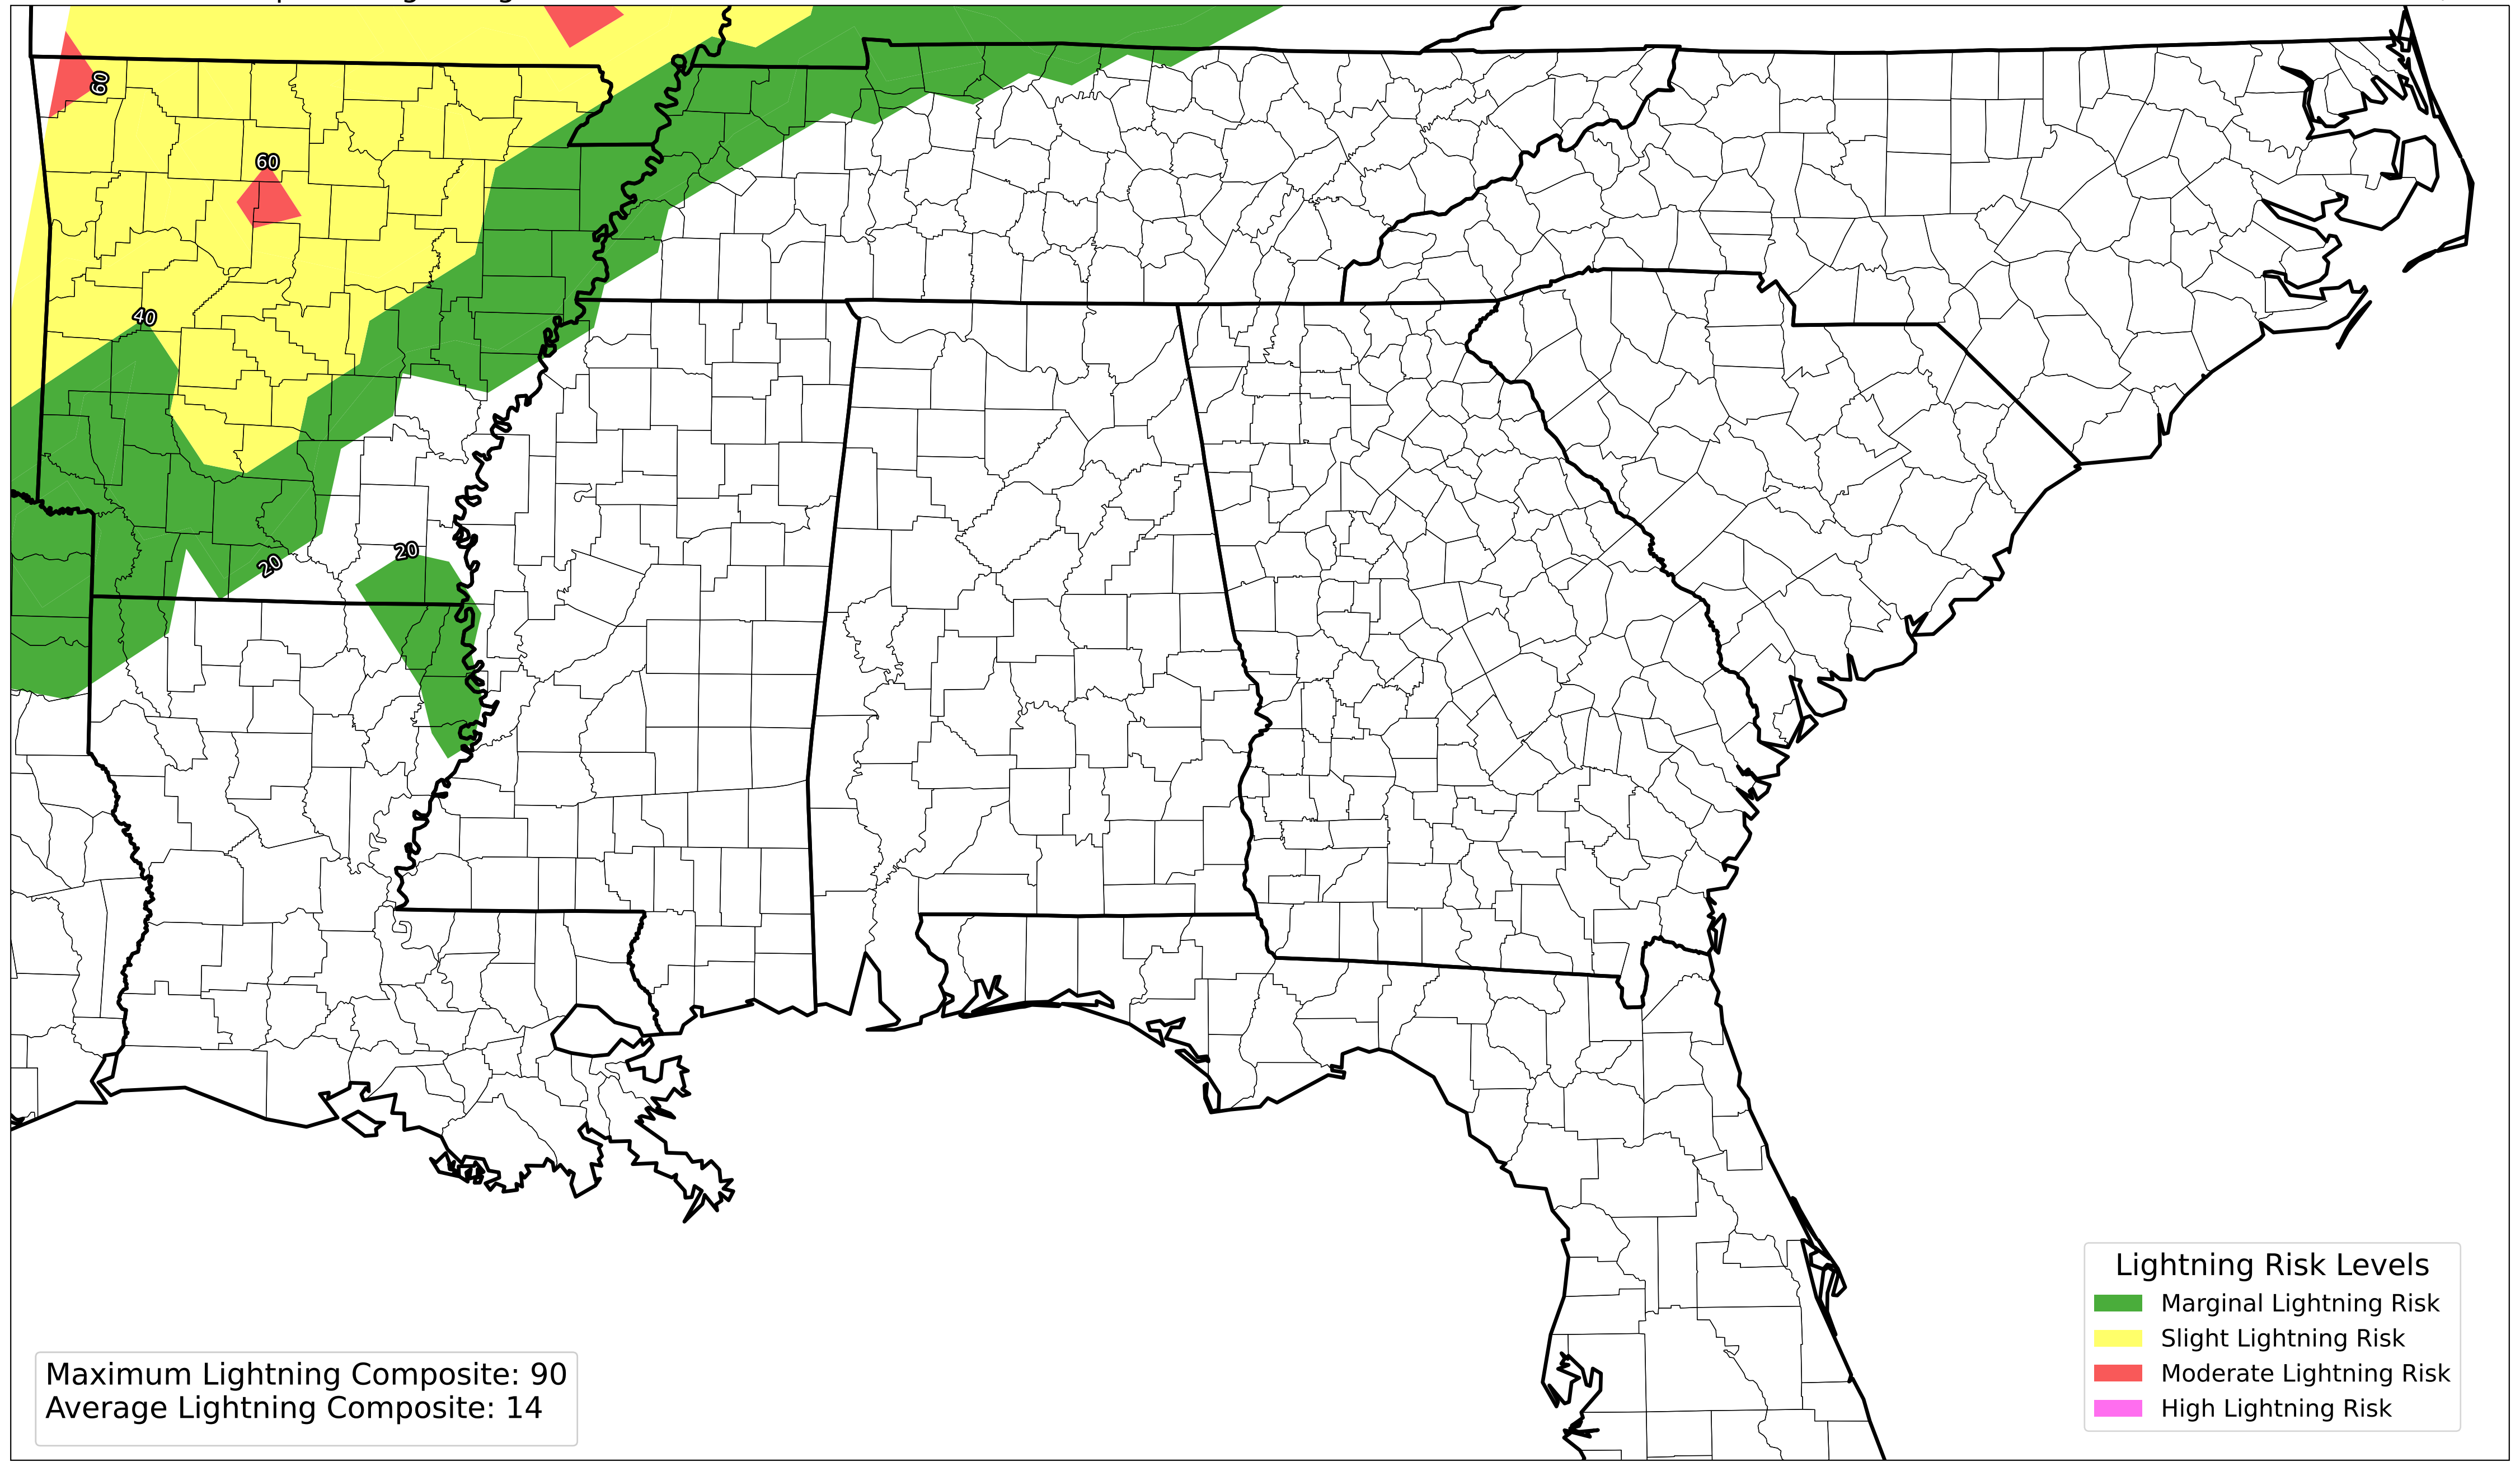 60
60
40
20
20
Lightning Risk Levels
Marginal Lightning Risk
Slight Lightning Risk
Moderate Lightning Risk
High Lightning Risk
Maximum Lightning Composite: 90
Average Lightning Composite: 14